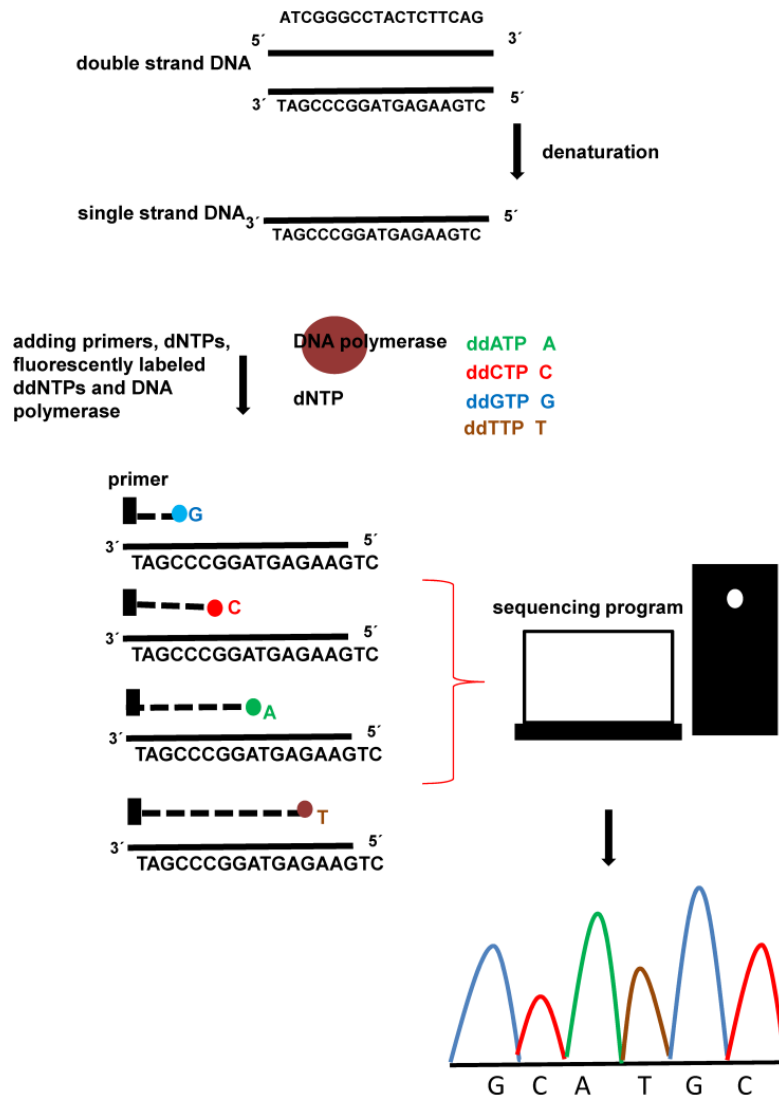 ATCGGGCCTACTCTTCAG
5´ 3´
double strand DNA
3´ TAGCCCGGATGAGAAGTC 5´
denaturation
single strand DNA
3´ 5´
TAGCCCGGATGAGAAGTC
adding primers, dNTPs,
fluorescently labeled
ddNTPs and DNA
polymerase
DNA polymerase
dNTP
ddATP A
ddCTP C
ddGTP G
ddTTP T
primer
G
3´ 5´
TAGCCCGGATGAGAAGTC
C
3´ 5´
TAGCCCGGATGAGAAGTC
A
3´ 5´
TAGCCCGGATGAGAAGTC
T
3´ 5´
TAGCCCGGATGAGAAGTC
sequencing program
G C A T G C